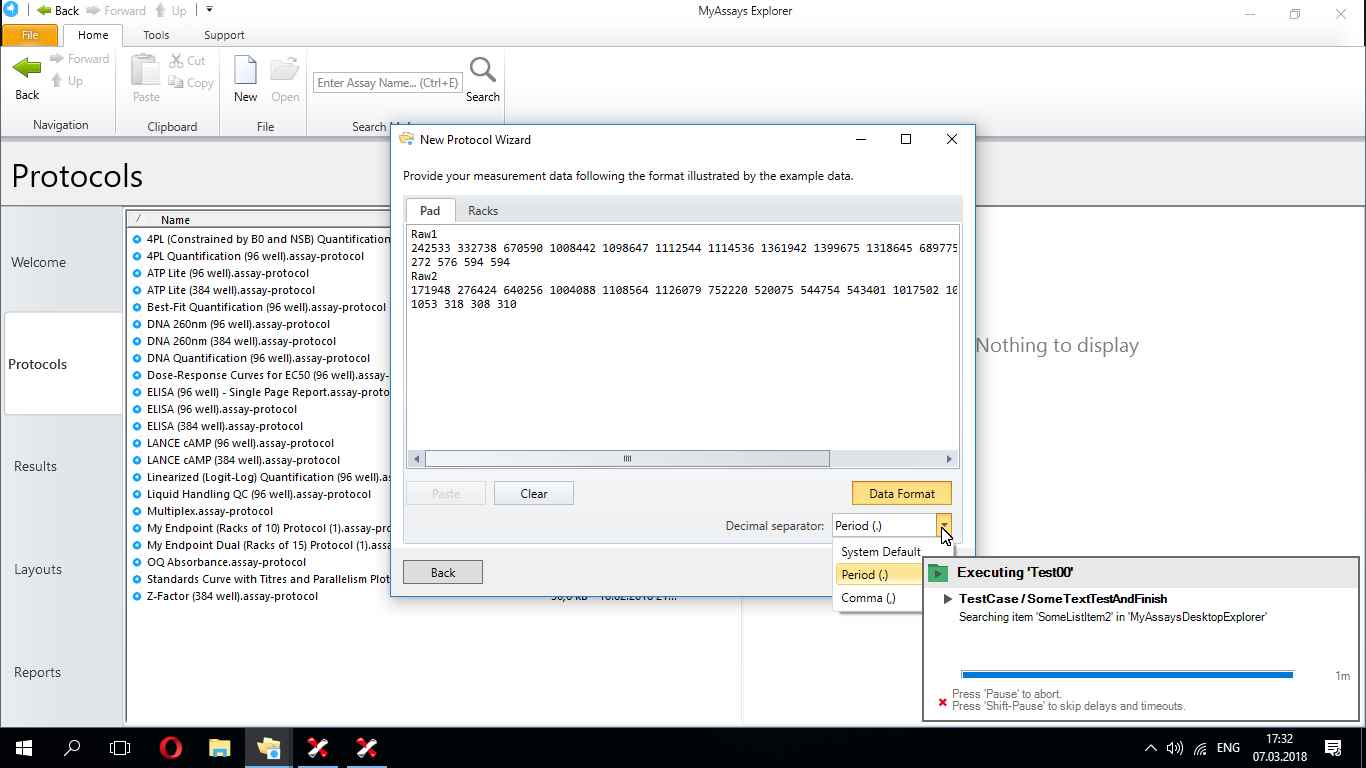 Back Forward Up
MyAssays Explorer
File Home Tools Support
Back
Forward
Up
Navigation
Paste
Cut
Copy
Clipboard
New
Open
File
Enter Assay Name... (Ctrl+E)
Search
Search
Protocols
Welcome
Protocols
Results
Layouts
Reports
Name
4PL (Constrained by B0 and NSB) Quantification
4PL Quantification (96 well).assay-protocol
ATP Lite (96 well).assay-protocol
ATP Lite (384 well).assay-protocol
Best-Fit Quantification (96 well).assay-protocol
DNA 260nm (96 well).assay-protocol
DNA 260nm (384 well).assay-protocol
DNA Quantification (96 well).assay-protocol
Dose-Response Curves for EC50 (96 well).assay-
ELISA (96 well) - Single Page Report.assay-proto
ELISA (96 well).assay-protocol
ELISA (384 well).assay-protocol
LANCE cAMP (96 well).assay-protocol
LANCE cAMP (384 well).assay-protocol
Linearized (Logit-Log) Quantification (96 well).a
Liquid Handling QC (96 well).assay-protocol
Multiplex.assay-protocol
My Endpoint (Racks of 10) Protocol (1).assay-pr
My Endpoint Dual (Racks of 15) Protocol (1).assa
OQ Absorbance.assay-protocol
Standards Curve with Titres and Parallelism Plot
Z-Factor (384 well).assay-protocol
Nothing to display
New Protocol Wizard
Provide your measurement data following the format illustrated by the example data.
Pad Racks
Raw1
242533 332738 670590 1008442 1098647 1112544 1114536 1361942 1399675 1318645 689775
272 576 594 594
Raw2
171948 276424 640256 1004088 1108564 1126079 752220 520075 544754 543401 1017502 10
1053 318 308 310
Paste Clear Data Format
Decimal separator: Period (.)
System Default
Period (.)
Comma (,)
Back
Executing 'Test00'
TestCase / SomeTextTestAndFinish
Searching item 'SomeListItem2' in 'MyAssaysDesktopExplorer'
1m
Press 'Pause' to abort.
Press 'Shift-Pause' to skip delays and timeouts.
ENG
17:32
07.03.2018